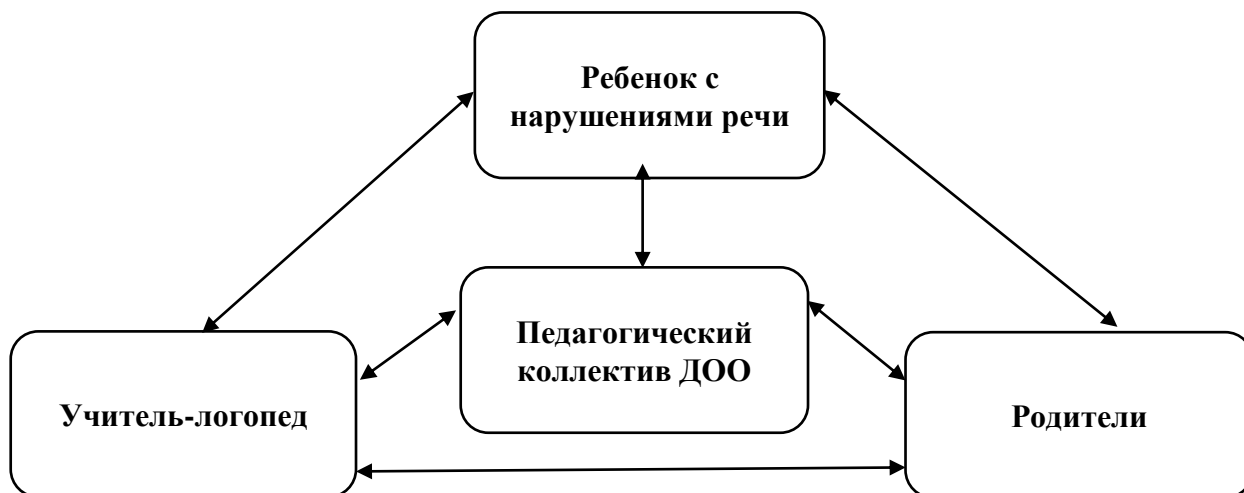 Ребенок с
нарушениями речи
Педагогический
коллектив ДОО
Учитель-логопед
Родители